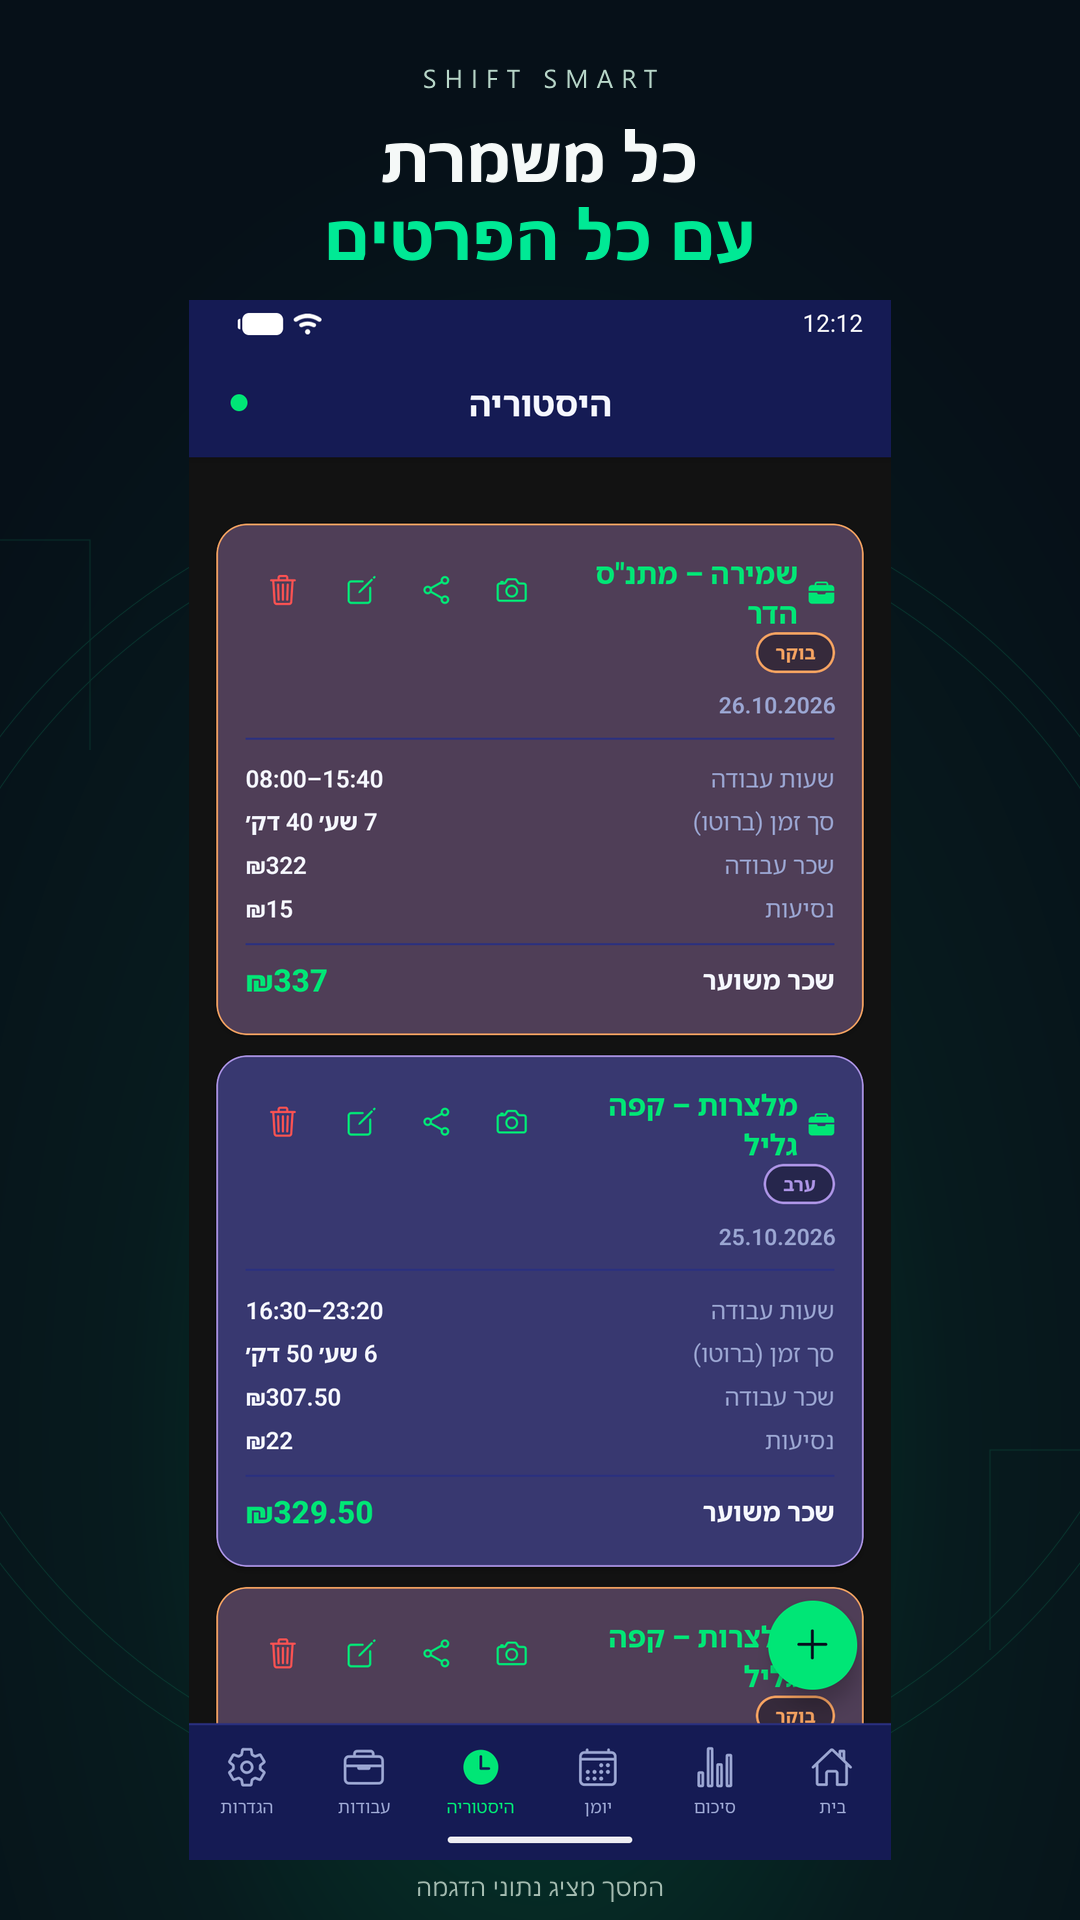 SHIFT SMART
כל משמרת
עם כל הפרטים
12:12
היסטוריה
שמירה – מתנ"ס
הדר
בוקר
26.10.2026
שעות עבודה 08:00–15:40
סך זמן (ברוטו) 7 שע׳ 40 דק׳
שכר עבודה ₪322
נסיעות ₪15
שכר משוער ₪337
מלצרות – קפה
גליל
ערב
25.10.2026
שעות עבודה 16:30–23:20
סך זמן (ברוטו) 6 שע׳ 50 דק׳
שכר עבודה ₪307.50
נסיעות ₪22
שכר משוער ₪329.50
– קפה
בוקר
בית סיכום יומן היסטוריה עבודות הגדרות
המסך מציג נתוני הדגמה